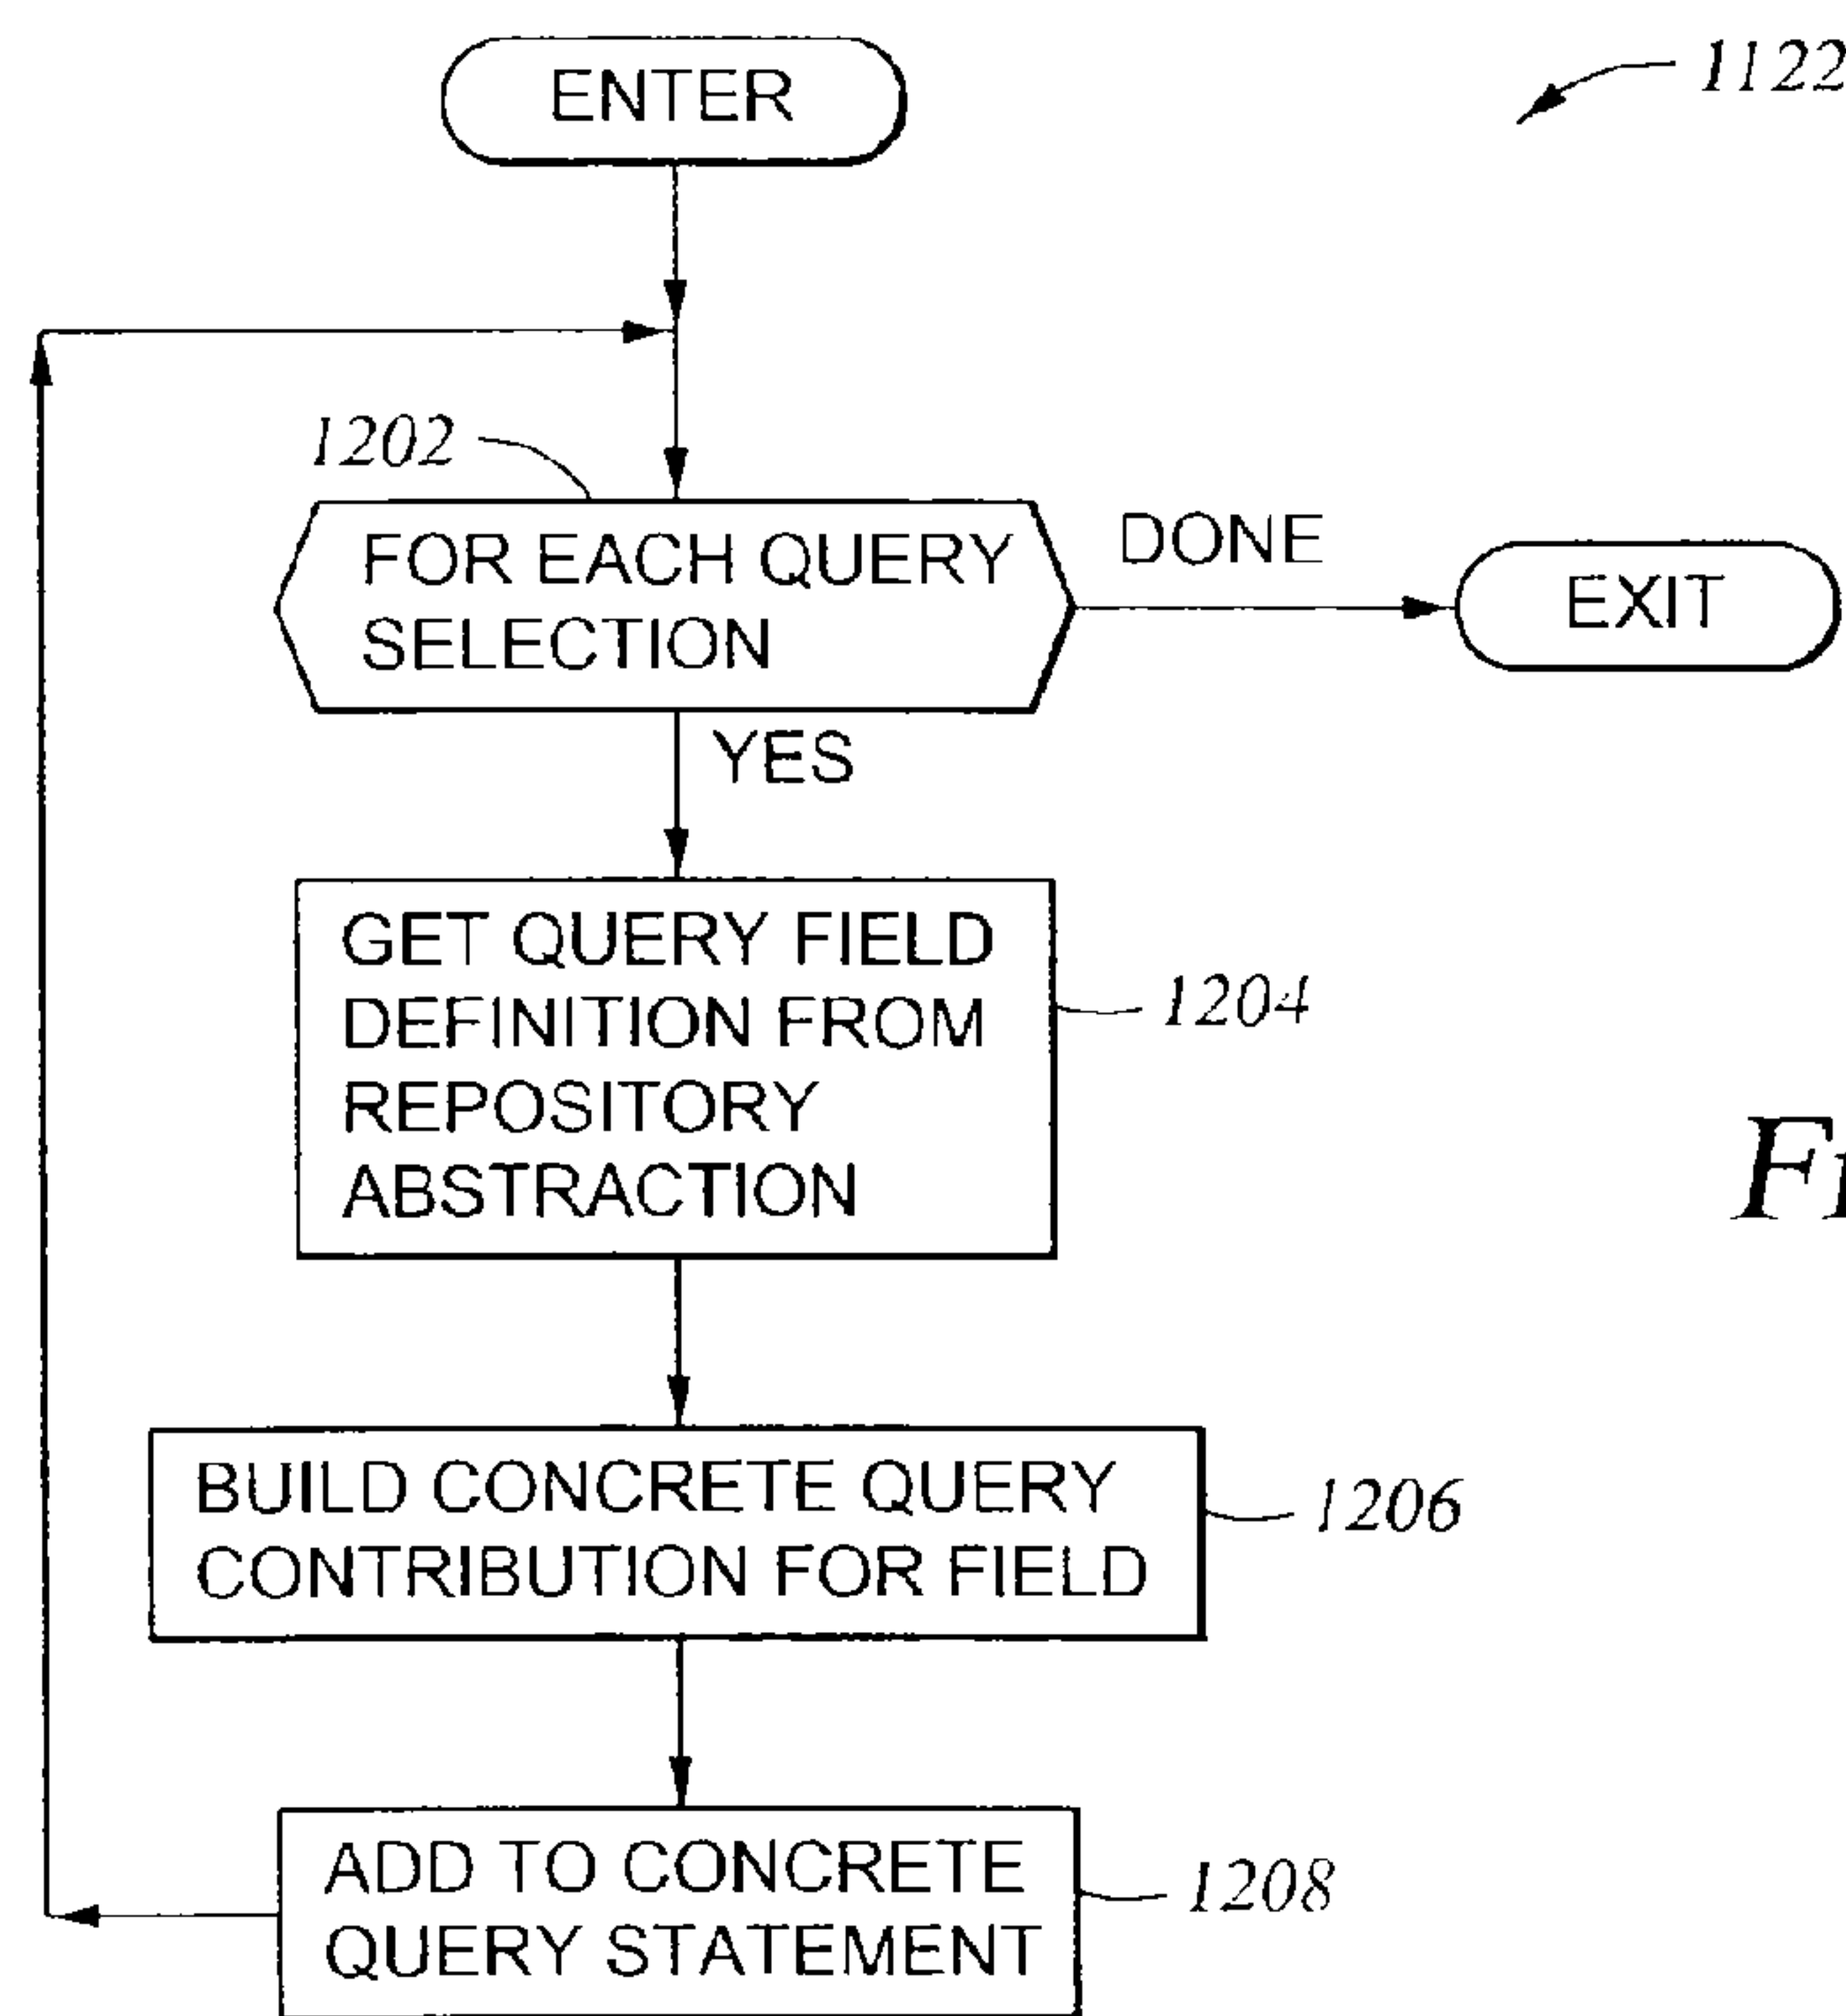 ENTER
1122
1202
FOR EACH QUERY
SELECTION
DONE
EXIT
YES
GET QUERY FIELD
DEFINITION FROM
REPOSITORY
ABSTRACTION
1204
BUILD CONCRETE QUERY
CONTRIBUTION FOR FIELD
1206
ADD TO CONCRETE
QUERY STATEMENT
1208